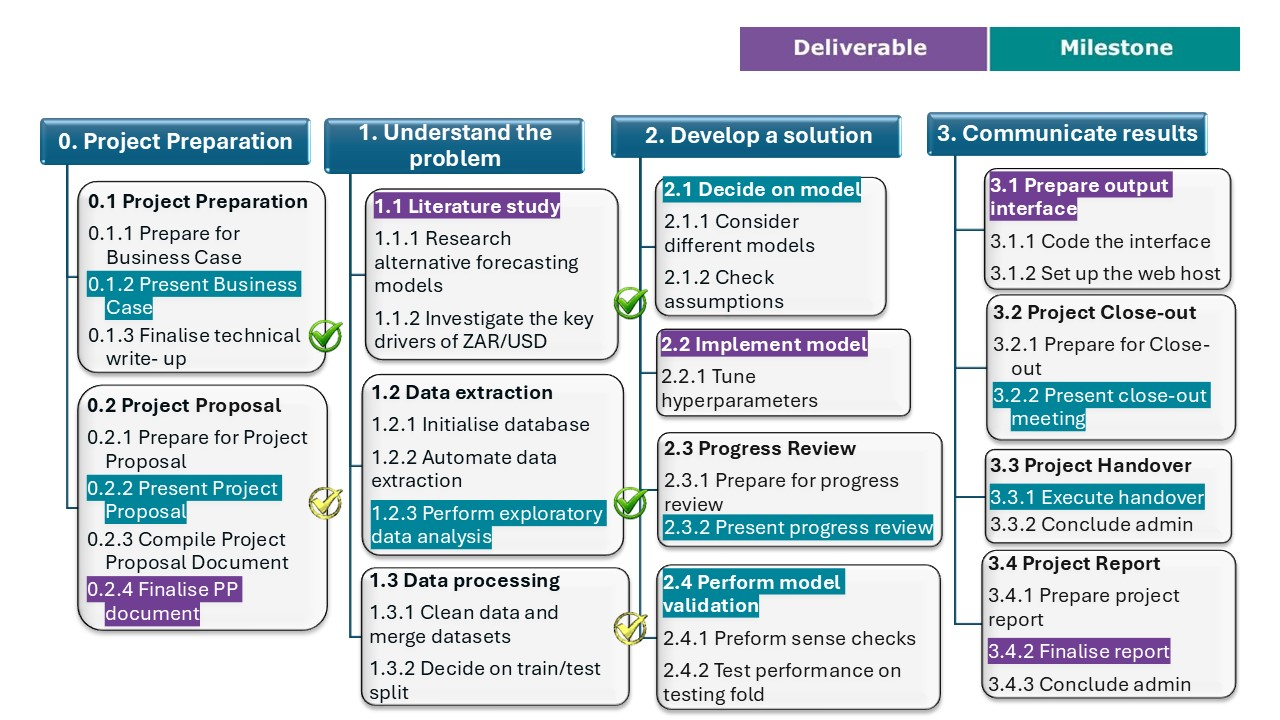 Deliverable
Milestone
0. Project Preparation
0.1 Project Preparation
0.1.1 Prepare for
Business Case
0.1.2 Present Business
Case
0.1.3 Finalise technical
write- up
0.2 Project Proposal
0.2.1 Prepare for Project
Proposal
0.2.2 Present Project
Proposal
0.2.3 Compile Project
Proposal Document
0.2.4 Finalise PP
document
1. Understand the
problem
1.1 Literature study
1.1.1 Research
alternative forecasting
models
1.1.2 Investigate the key
drivers of ZAR/USD
1.2 Data extraction
1.2.1 Initialise database
1.2.2 Automate data
extraction
1.2.3 Perform exploratory
data analysis
1.3 Data processing
1.3.1 Clean data and
merge datasets
1.3.2 Decide on train/test
split
2. Develop a solution
2.1 Decide on model
2.1.1 Consider
different models
2.1.2 Check
assumptions
2.2 Implement model
2.2.1 Tune
hyperparameters
2.3 Progress Review
2.3.1 Prepare for progress
review
2.3.2 Present progress review
2.4 Perform model
validation
2.4.1 Preform sense checks
2.4.2 Test performance on
testing fold
3. Communicate results
3.1 Prepare output
interface
3.1.1 Code the interface
3.1.2 Set up the web host
3.2 Project Close-out
3.2.1 Prepare for Close-
out
3.2.2 Present close-out
meeting
3.3 Project Handover
3.3.1 Execute handover
3.3.2 Conclude admin
3.4 Project Report
3.4.1 Prepare project
report
3.4.2 Finalise report
3.4.3 Conclude admin